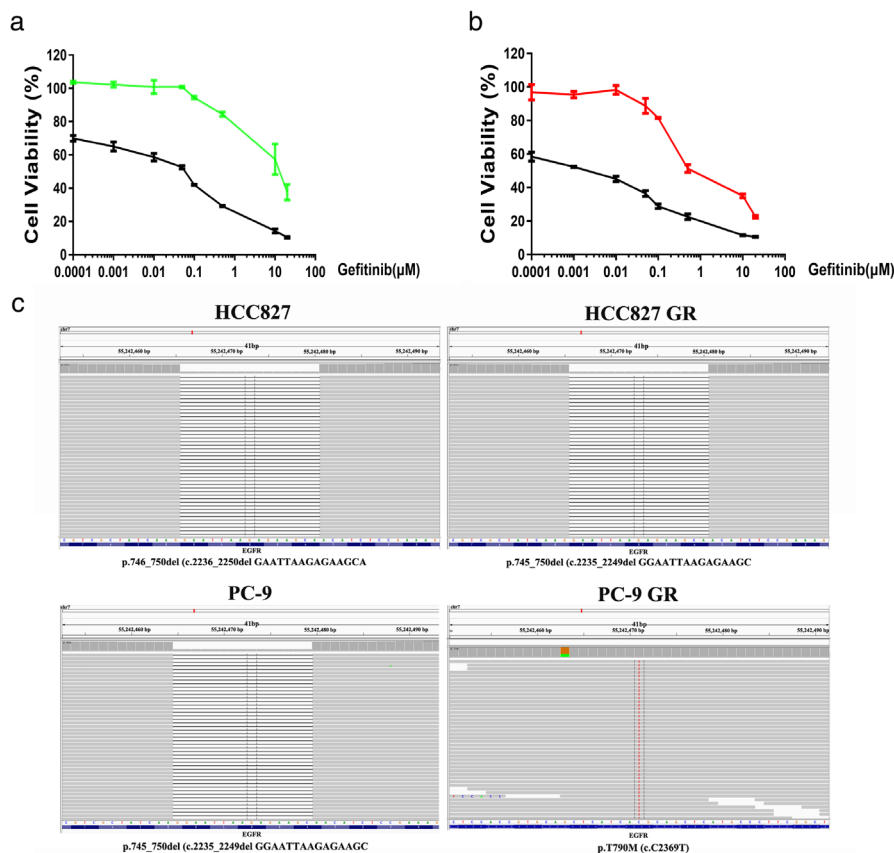 a
b
120
100
80
60
40
20
0
Cell Viability (%)
0.0001 0.001 0.01 0.1 1 10 100
Gefitinib(μM)
120
100
80
60
40
20
0
Cell Viability (%)
0.0001 0.001 0.01 0.1 1 10 100
Gefitinib(μM)
c
HCC827
chr7
41bp
55,242,460 bp 55,242,470 bp 55,242,480 bp 55,242,490 bp
EGFR
p.746_750del (c.2236_2250del GAATTAAGAGAAGCA
HCC827 GR
chr7
41bp
55,242,460 bp 55,242,470 bp 55,242,480 bp 55,242,490 bp
EGFR
p.745_750del (c.2235_2249del GGAATTAAGAGAAGC
PC-9
chr7
41bp
55,242,460 bp 55,242,470 bp 55,242,480 bp 55,242,490 bp
EGFR
p.745_750del (c.2235_2249del GGAATTAAGAGAAGC
PC-9 GR
chr7
41bp
55,242,460 bp 55,242,470 bp 55,242,480 bp 55,242,490 bp
EGFR
p.T790M (c.C2369T)